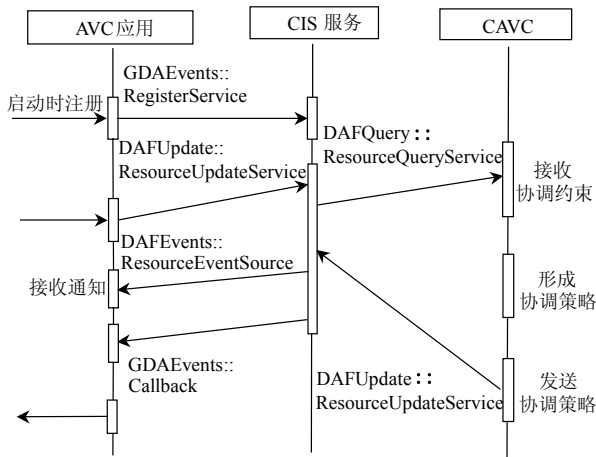 AVC应用
CIS 服务
CAVC
GDAEvents::
RegisterService
启动时注册
DAFUpdate::
ResourceUpdateService
DAFQuery::
ResourceQueryService
接收
协调约束
DAFEvents::
ResourceEventSource
接收通知
形成
协调策略
GDAEvents::
Callback
DAFUpdate::
ResourceUpdateService
发送
协调策略